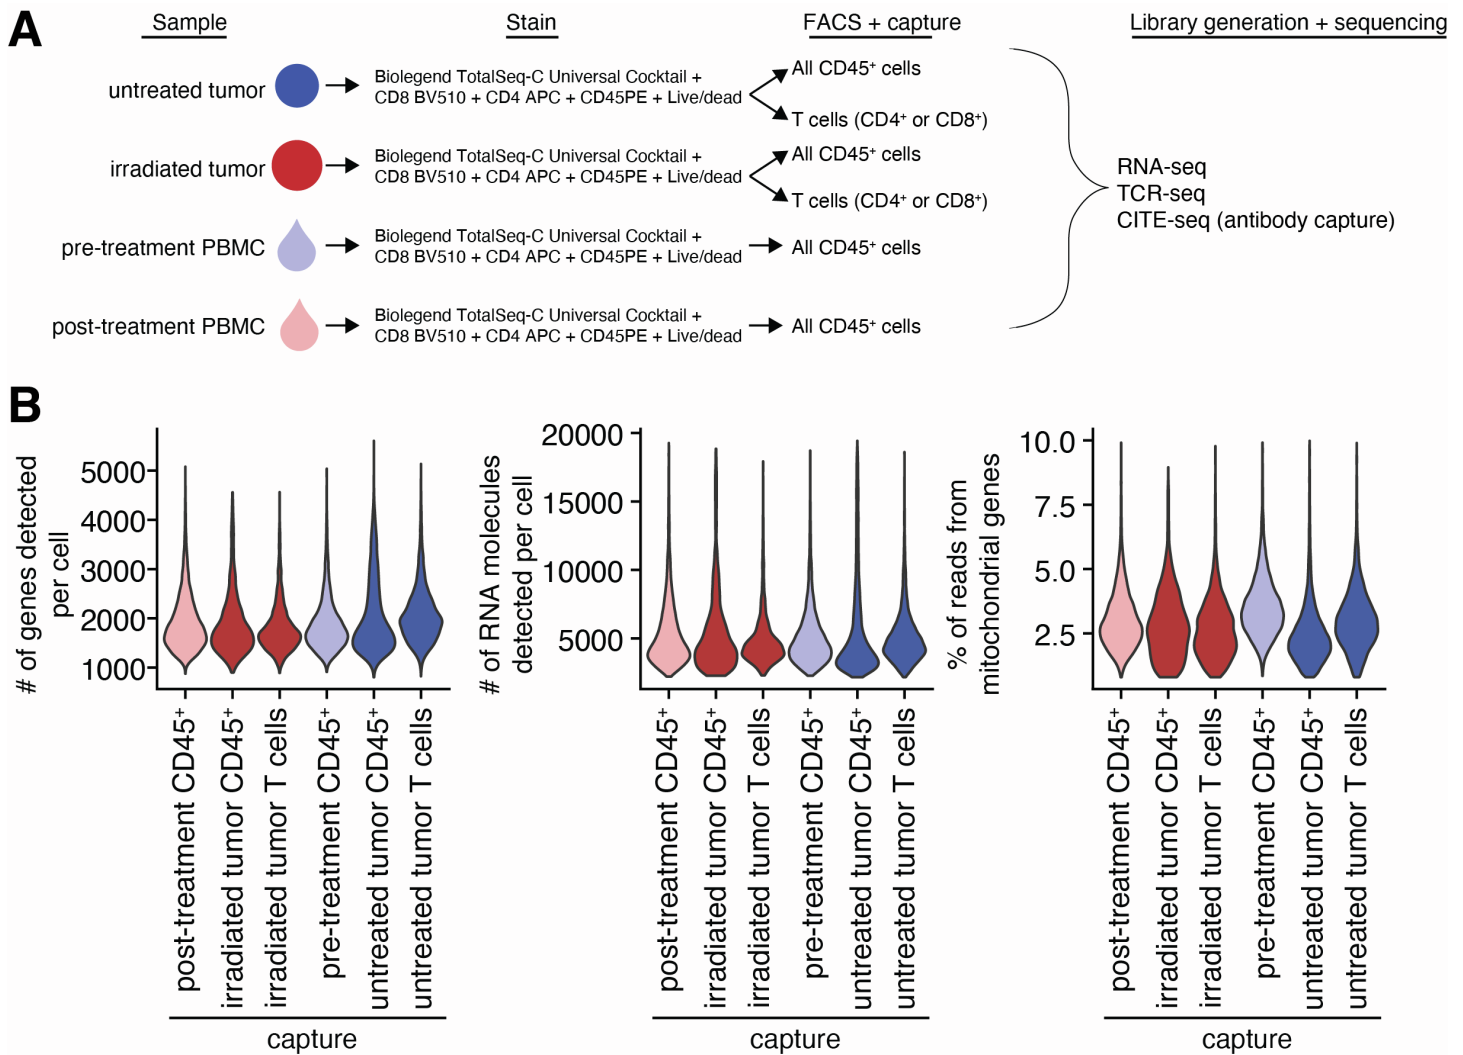 A
Sample
Stain
FACS + capture
Library generation + sequencing
untreated tumor
Biolegend TotalSeq-C Universal Cocktail +
CD8 BV510 + CD4 APC + CD45PE + Live/dead
All CD45⁺ cells
T cells (CD4⁺ or CD8⁺)
irradiated tumor
Biolegend TotalSeq-C Universal Cocktail +
CD8 BV510 + CD4 APC + CD45PE + Live/dead
All CD45⁺ cells
T cells (CD4⁺ or CD8⁺)
pre-treatment PBMC
Biolegend TotalSeq-C Universal Cocktail +
CD8 BV510 + CD4 APC + CD45PE + Live/dead
All CD45⁺ cells
post-treatment PBMC
Biolegend TotalSeq-C Universal Cocktail +
CD8 BV510 + CD4 APC + CD45PE + Live/dead
All CD45⁺ cells
RNA-seq
TCR-seq
CITE-seq (antibody capture)
B
# of genes detected
per cell
5000
4000
3000
2000
1000
post-treatment CD45⁺
irradiated tumor CD45⁺
irradiated tumor T cells
pre-treatment CD45⁺
untreated tumor CD45⁺
untreated tumor T cells
capture
# of RNA molecules
detected per cell
20000
15000
10000
5000
post-treatment CD45⁺
irradiated tumor CD45⁺
irradiated tumor T cells
pre-treatment CD45⁺
untreated tumor CD45⁺
untreated tumor T cells
capture
% of reads from
mitochondrial genes
10.0
7.5
5.0
2.5
post-treatment CD45⁺
irradiated tumor CD45⁺
irradiated tumor T cells
pre-treatment CD45⁺
untreated tumor CD45⁺
untreated tumor T cells
capture